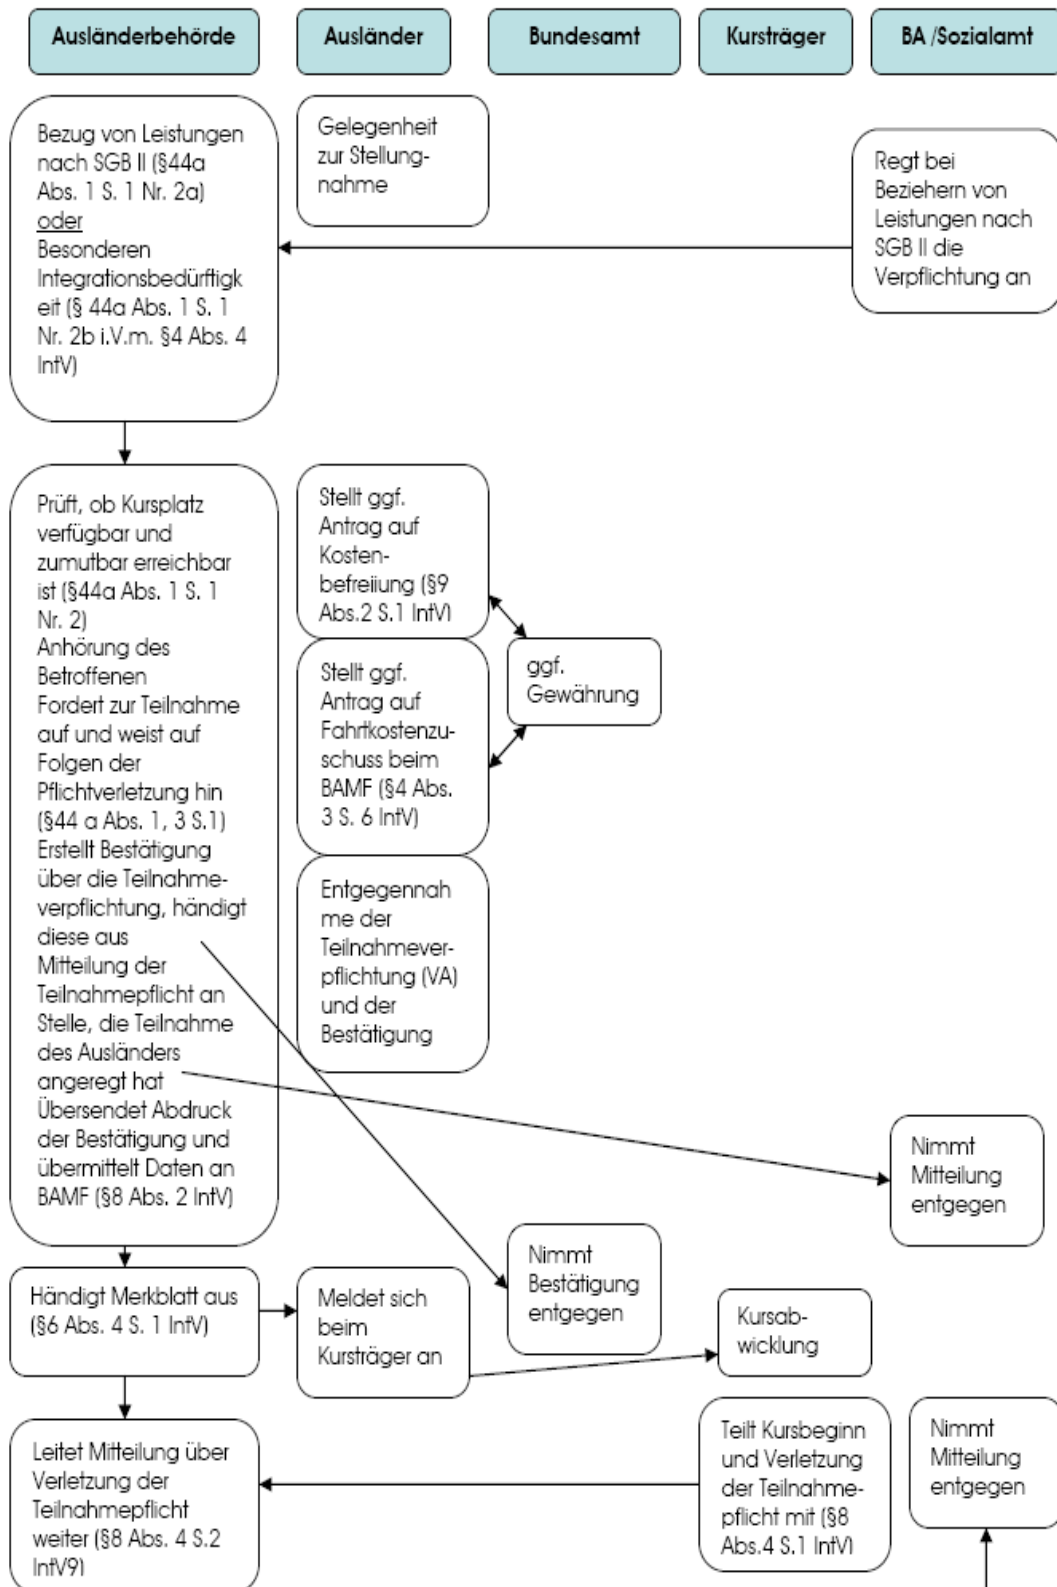 Ausländerbehörde
Ausländer
Bundesamt
Kursträger
BA /Sozialamt
Bezug von Leistungen
nach SGB II (§44a
Abs. 1 S. 1 Nr. 2a)
oder
Besonderen
Integrationsbedürftigk
eit (§ 44a Abs. 1 S. 1
Nr. 2b i.V.m. §4 Abs. 4
IntV)
Gelegenheit
zur Stellung-
nahme
Regt bei
Beziehern von
Leistungen nach
SGB II die
Verpflichtung an
Prüft, ob Kursplatz
verfügbar und
zumutbar erreichbar
ist (§44a Abs. 1 S. 1
Nr. 2)
Anhörung des
Betroffenen
Fordert zur Teilnahme
auf und weist auf
Folgen der
Pflichtverletzung hin
(§44 a Abs. 1, 3 S.1)
Erstellt Bestätigung
über die Teilnahme-
verpflichtung, händigt
diese aus
Mitteilung der
Teilnahmepflicht an
Stelle, die Teilnahme
des Ausländers
angeregt hat
Übersendet Abdruck
der Bestätigung und
übermittelt Daten an
BAMF (§8 Abs. 2 IntV)
Stellt ggf.
Antrag auf
Kosten-
befreiiung (§9
Abs.2 S.1 IntV)
Stellt ggf.
Antrag auf
Fahrtkostenzu-
schuss beim
BAMF (§4 Abs.
3 S. 6 IntV)
ggf.
Gewährung
Entgegennah
me der
Teilnahmever-
pflichtung (VA)
und der
Bestätigung
Nimmt
Mitteilung
entgegen
Nimmt
Bestätigung
entgegen
Händigt Merkblatt aus
(§6 Abs. 4 S. 1 IntV)
Meldet sich
beim
Kursträger an
Kursab-
wicklung
Leitet Mitteilung über
Verletzung der
Teilnahmepflicht
weiter (§8 Abs. 4 S.2
IntV9)
Teilt Kursbeginn
und Verletzung
der Teilnahme-
pflicht mit (§8
Abs.4 S.1 IntV)
Nimmt
Mitteilung
entgegen